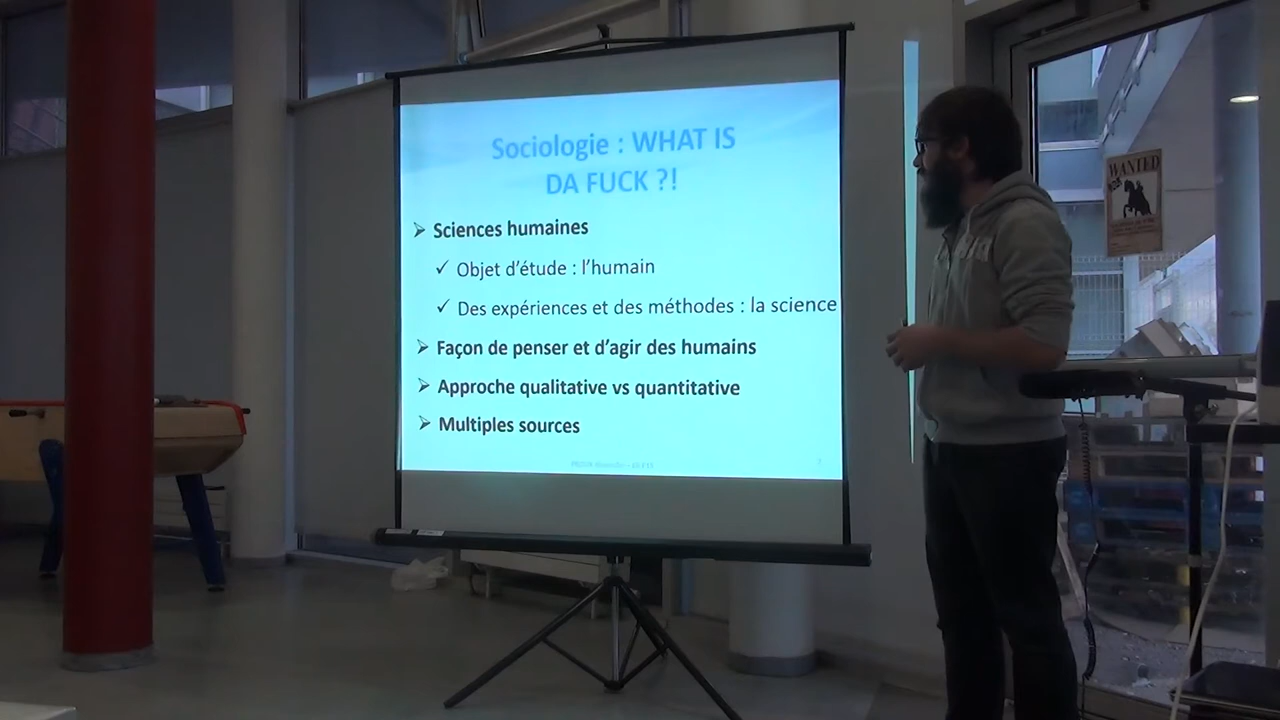 Sociologie : WHAT IS
DA FUCK ?!
Sciences humaines
Objet d'étude : l'humain
Des expériences et des méthodes : la science
Façon de penser et d'agir des humains
Approche qualitative vs quantitative
Multiples sources
7
WANTED